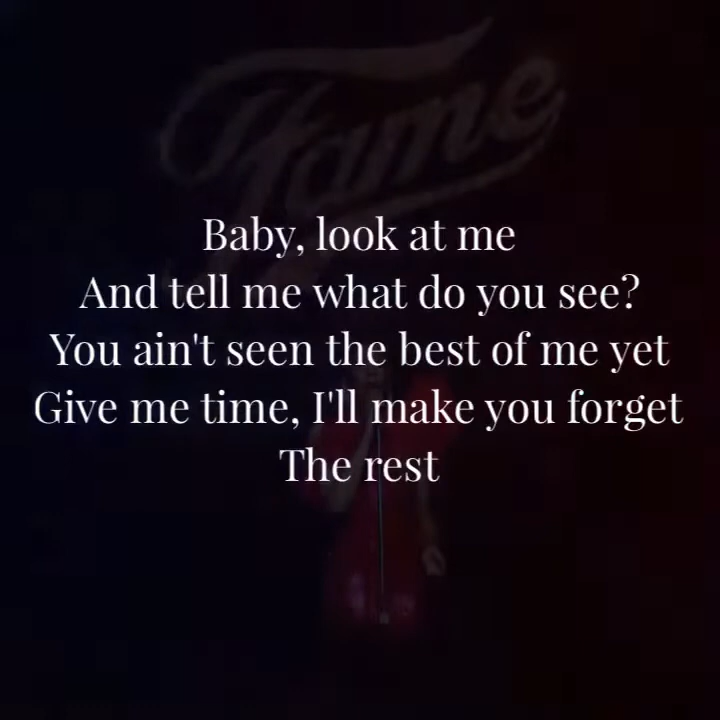 Fame
Baby, look at me
And tell me what do you see?
You ain't seen the best of me yet
Give me time, I'll make you forget
The rest